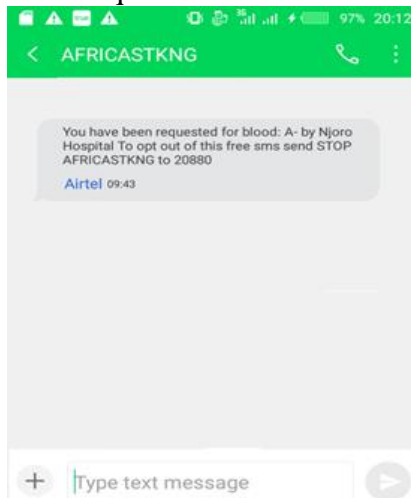 97% 20:12
AFRICASTKNG
You have been requested for blood: A- by Njoro
Hospital To opt out of this free sms send STOP
AFRICASTKNG to 20880
Airtel 09:43
Type text message